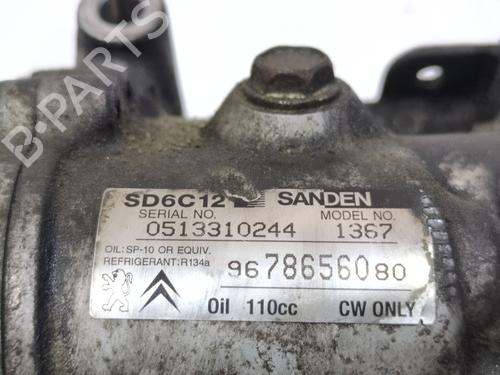 SD6C12 SANDEN
SERIAL NO. MODEL NO.
0513310244 1367
OIL: SP-10 OR EQUIV.
REFRIGERANT: R134a
9678656080
Oil 110cc CW ONLY
B-PARTS